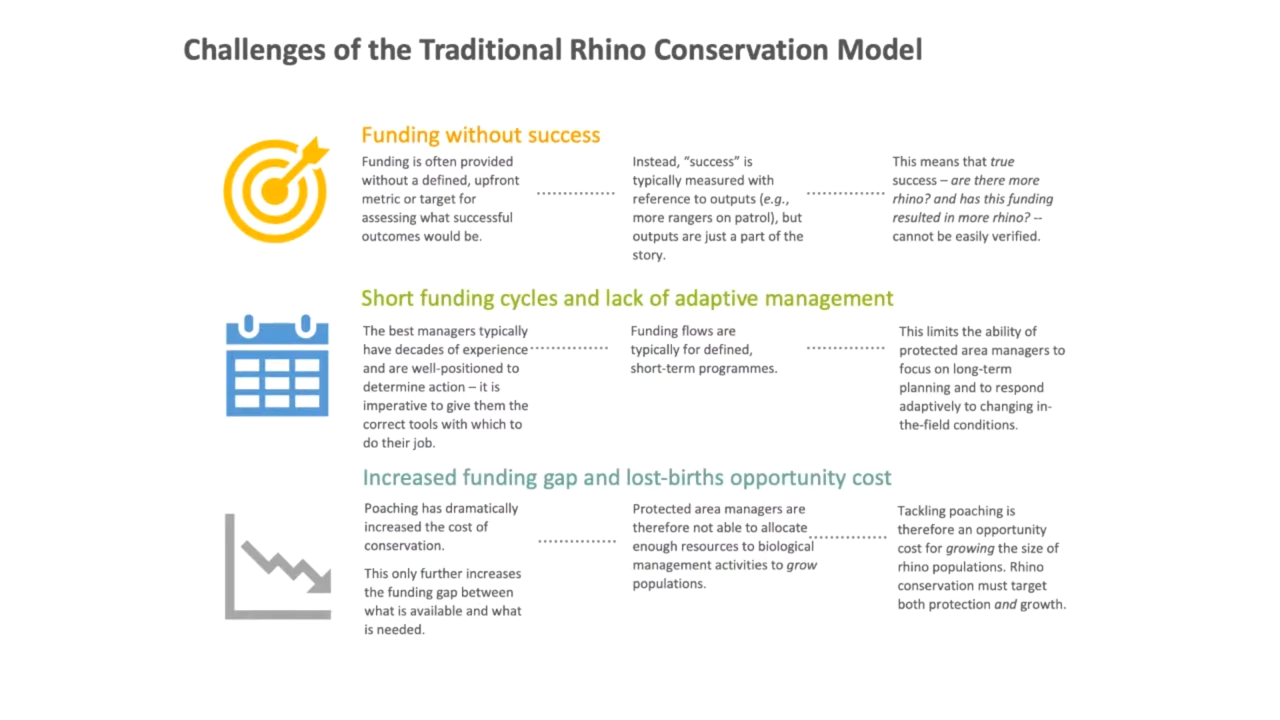 Challenges of the Traditional Rhino Conservation Model
Funding without success
Funding is often provided
without a defined, upfront
metric or target for
assessing what successful
outcomes would be.
Instead, “success” is
typically measured with
reference to outputs (e.g.,
more rangers on patrol), but
outputs are just a part of the
story.
This means that true
success – are there more
rhino? and has this funding
resulted in more rhino? --
cannot be easily verified.
Short funding cycles and lack of adaptive management
The best managers typically
have decades of experience
and are well-positioned to
determine action – it is
imperative to give them the
correct tools with which to
do their job.
Funding flows are
typically for defined,
short-term programmes.
This limits the ability of
protected area managers to
focus on long-term
planning and to respond
adaptively to changing in-
the-field conditions.
Increased funding gap and lost-births opportunity cost
Poaching has dramatically
increased the cost of
conservation.
This only further increases
the funding gap between
what is available and what
is needed.
Protected area managers are
therefore not able to allocate
enough resources to biological
management activities to grow
populations.
Tackling poaching is
therefore an opportunity
cost for growing the size of
rhino populations. Rhino
conservation must target
both protection and growth.